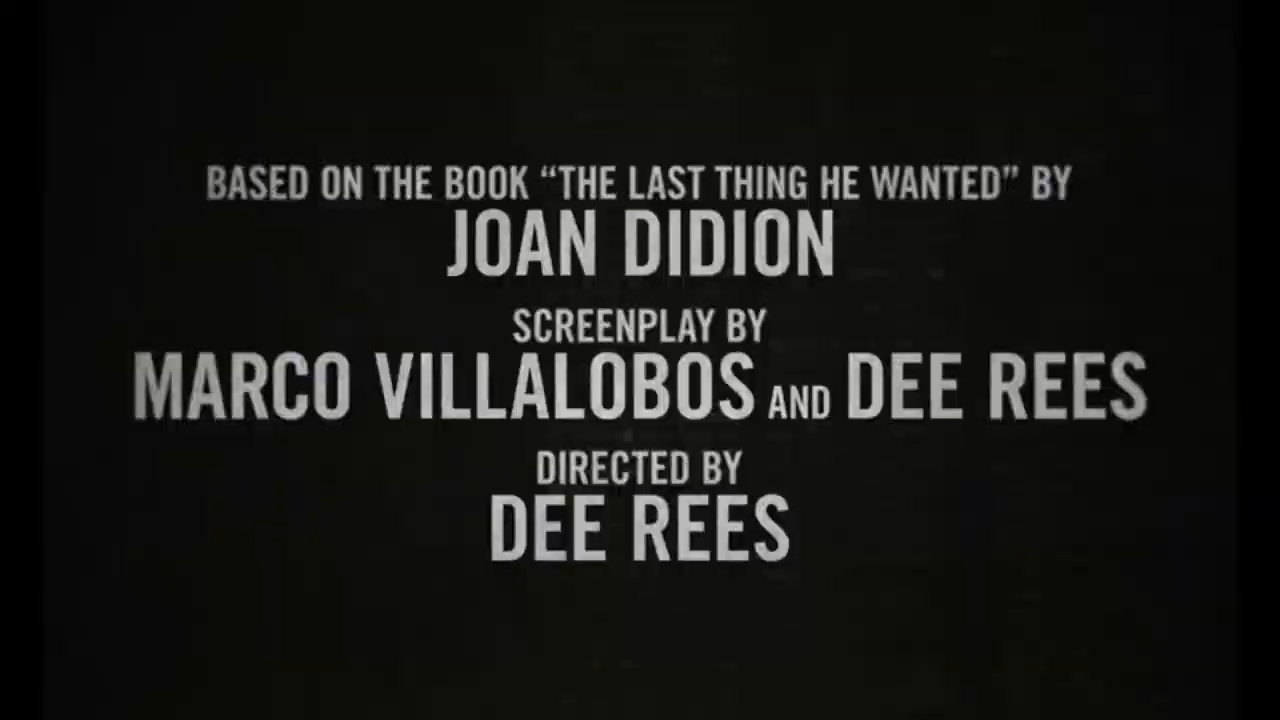 BASED ON THE BOOK “THE LAST THING HE WANTED” BY
JOAN DIDION
SCREENPLAY BY
MARCO VILLALOBOS AND DEE REES
DIRECTED BY
DEE REES